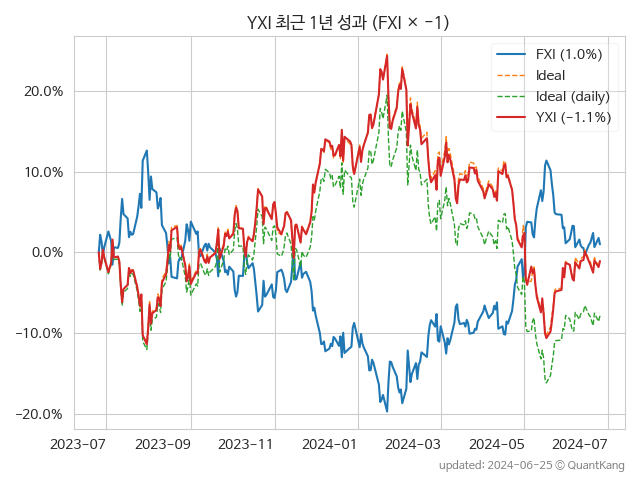 YXI 최근 1년 성과 (FXI × −1)
FXI (1.0%)
Ideal
Ideal (daily)
YXI (−1.1%)
20.0%
10.0%
0.0%
−10.0%
−20.0%
2023-07 2023-09 2023-11 2024-01 2024-03 2024-05 2024-07
updated: 2024-06-25 © QuantKang